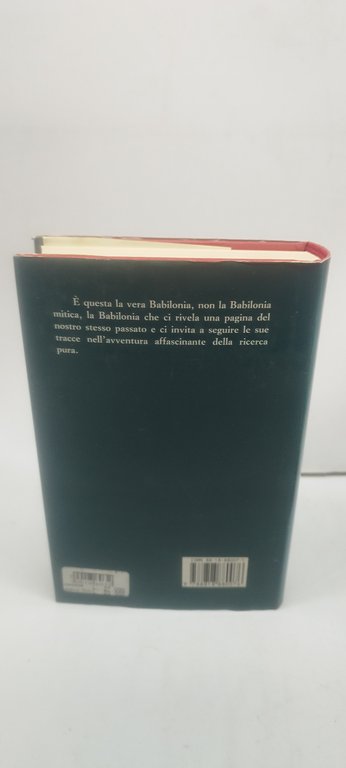 È questa la vera Babilonia, non la Babilonia
mitica, la Babilonia che ci rivela una pagina del
nostro stesso passato e ci invita a seguire le sue
tracce nell'avventura affascinante della ricerca
pura.